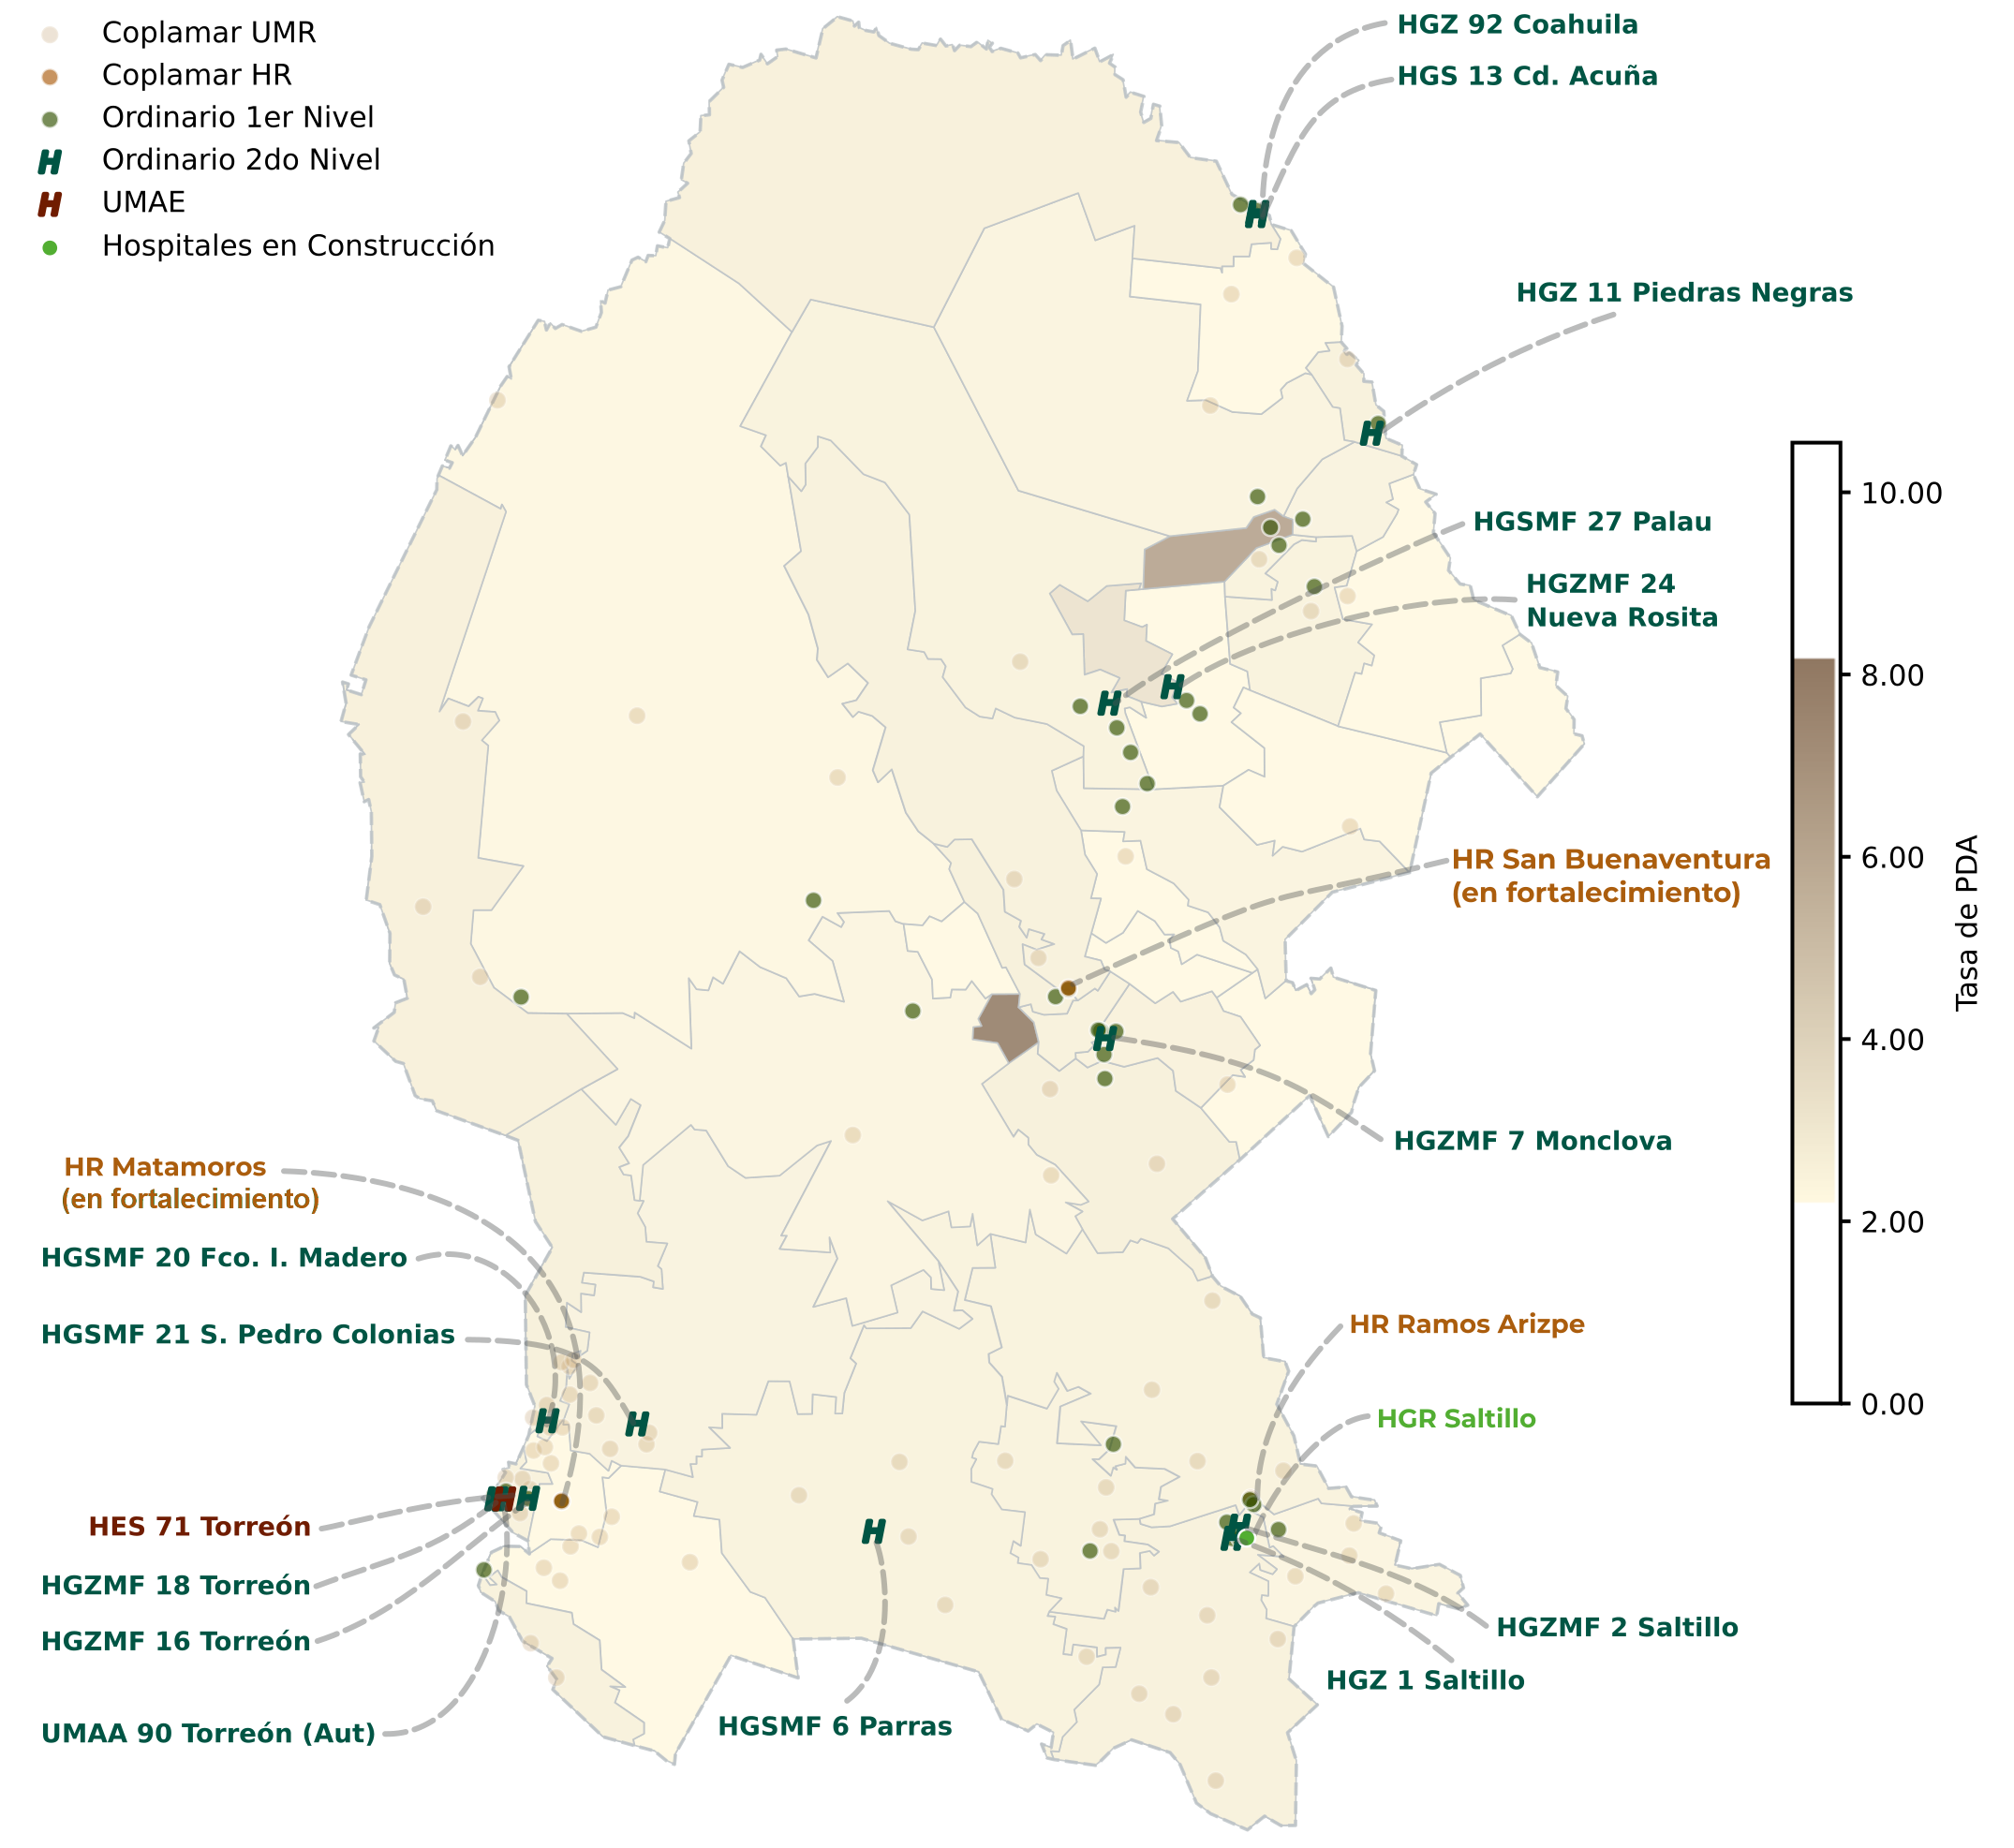 Coplamar UMR
Coplamar HR
Ordinario 1er Nivel
Ordinario 2do Nivel
UMAE
Hospitales en Construcción
HGZ 92 Coahuila
HGS 13 Cd. Acuña
HGZ 11 Piedras Negras
HGSMF 27 Palau
HGZMF 24
Nueva Rosita
HR San Buenaventura
(en fortalecimiento)
HGZMF 7 Monclova
HR Matamoros
(en fortalecimiento)
HGSMF 20 Fco. I. Madero
HGSMF 21 S. Pedro Colonias
HR Ramos Arizpe
HGR Saltillo
HES 71 Torreón
HGZMF 18 Torreón
HGZMF 16 Torreón
UMAA 90 Torreón (Aut)
HGSMF 6 Parras
HGZMF 2 Saltillo
HGZ 1 Saltillo
10.00
8.00
6.00
4.00
2.00
0.00
Tasa de PDA